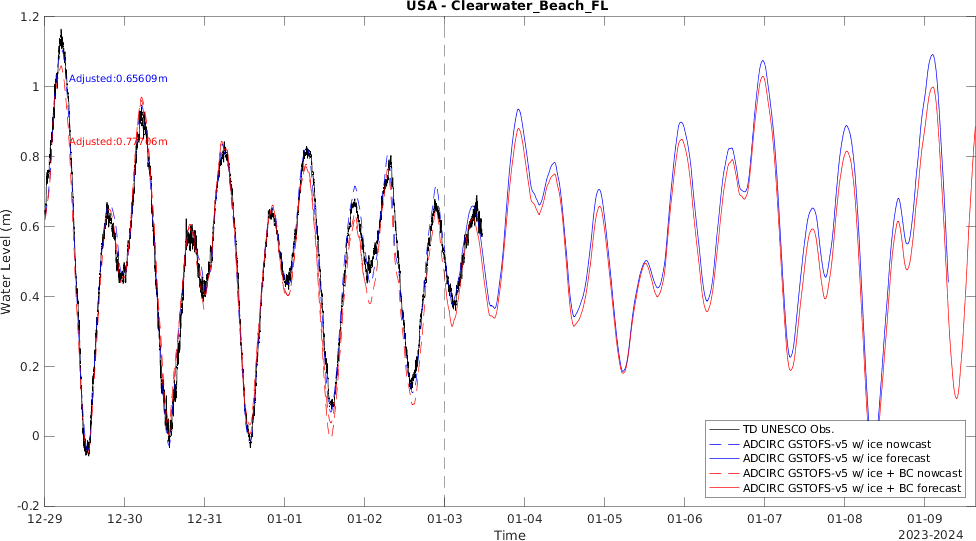 USA - Clearwater_Beach_FL
1.2
1
0.8
0.6
0.4
0.2
0
-0.2
Water Level (m)
Adjusted:0.65609m
Adjusted:0.77706m
TD UNESCO Obs.
ADCIRC GSTOFS-v5 w/ ice nowcast
ADCIRC GSTOFS-v5 w/ ice forecast
ADCIRC GSTOFS-v5 w/ ice + BC nowcast
ADCIRC GSTOFS-v5 w/ ice + BC forecast
12-29 12-30 12-31 01-01 01-02 01-03 01-04 01-05 01-06 01-07 01-08 01-09
Time
2023-2024